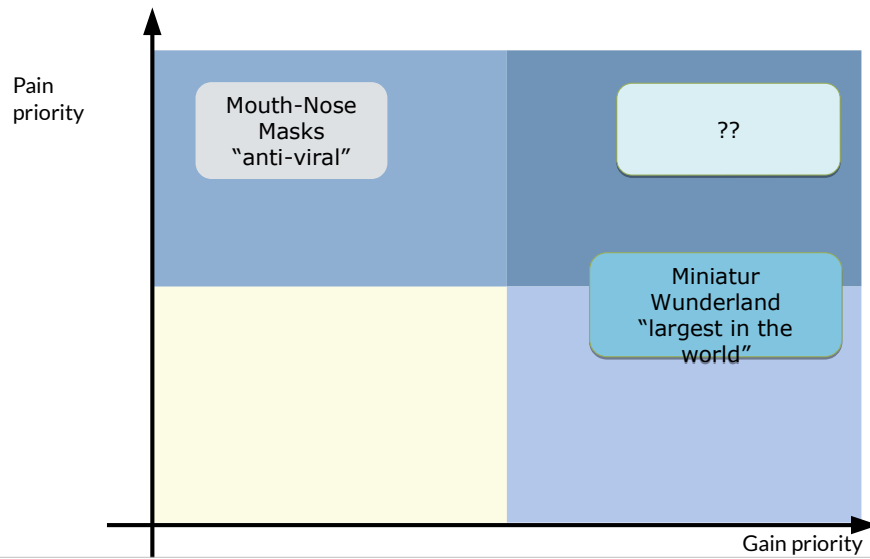 Pain
priority
Mouth-Nose
Masks
“anti-viral”
??
Miniatur
Wunderland
“largest in the
world”
Gain priority